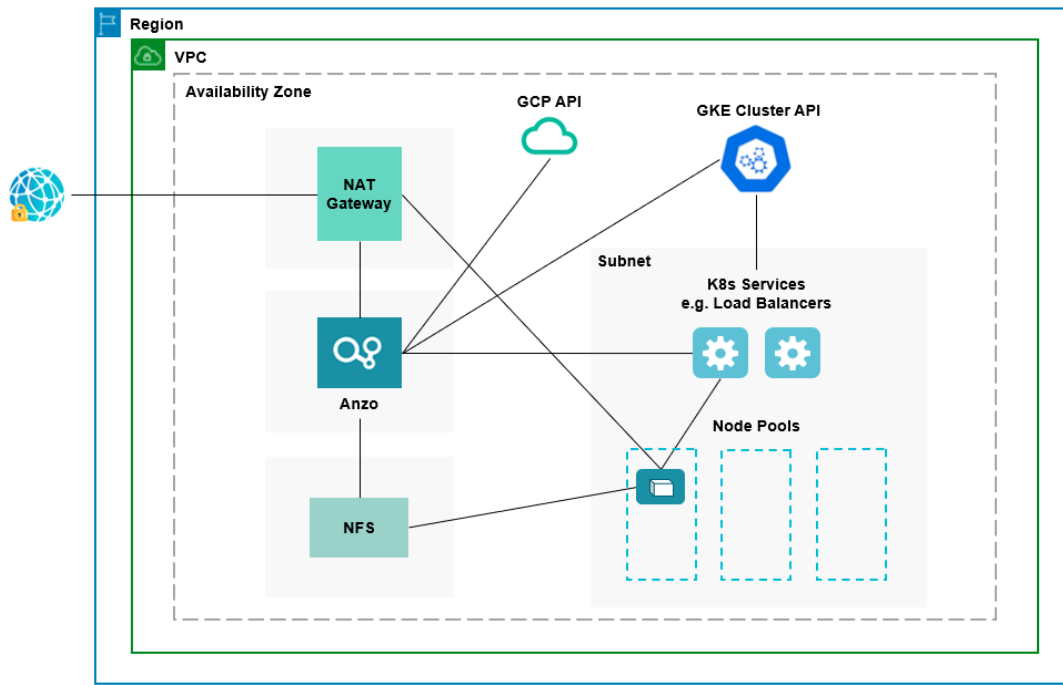 Region
VPC
Availability Zone
GCP API
GKE Cluster API
NAT
Gateway
Subnet
K8s Services
e.g. Load Balancers
Anzo
Node Pools
NFS